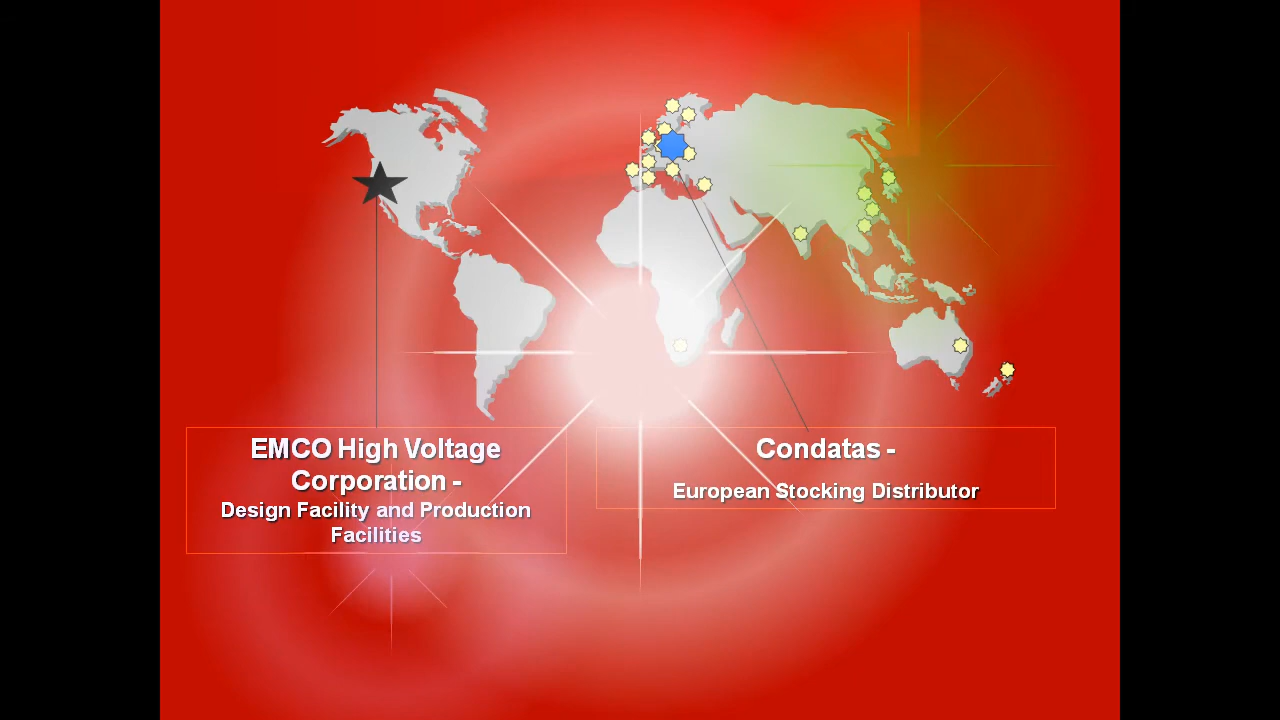 EMCO High Voltage
Corporation -
Design Facility and Production
Facilities
Condatas -
European Stocking Distributor